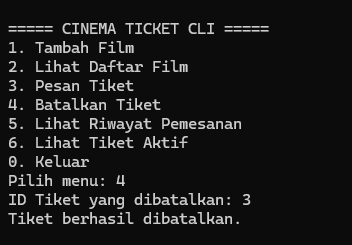 ===== CINEMA TICKET CLI =====
1. Tambah Film
2. Lihat Daftar Film
3. Pesan Tiket
4. Batalkan Tiket
5. Lihat Riwayat Pemesanan
6. Lihat Tiket Aktif
0. Keluar
Pilih menu: 4
ID Tiket yang dibatalkan: 3
Tiket berhasil dibatalkan.